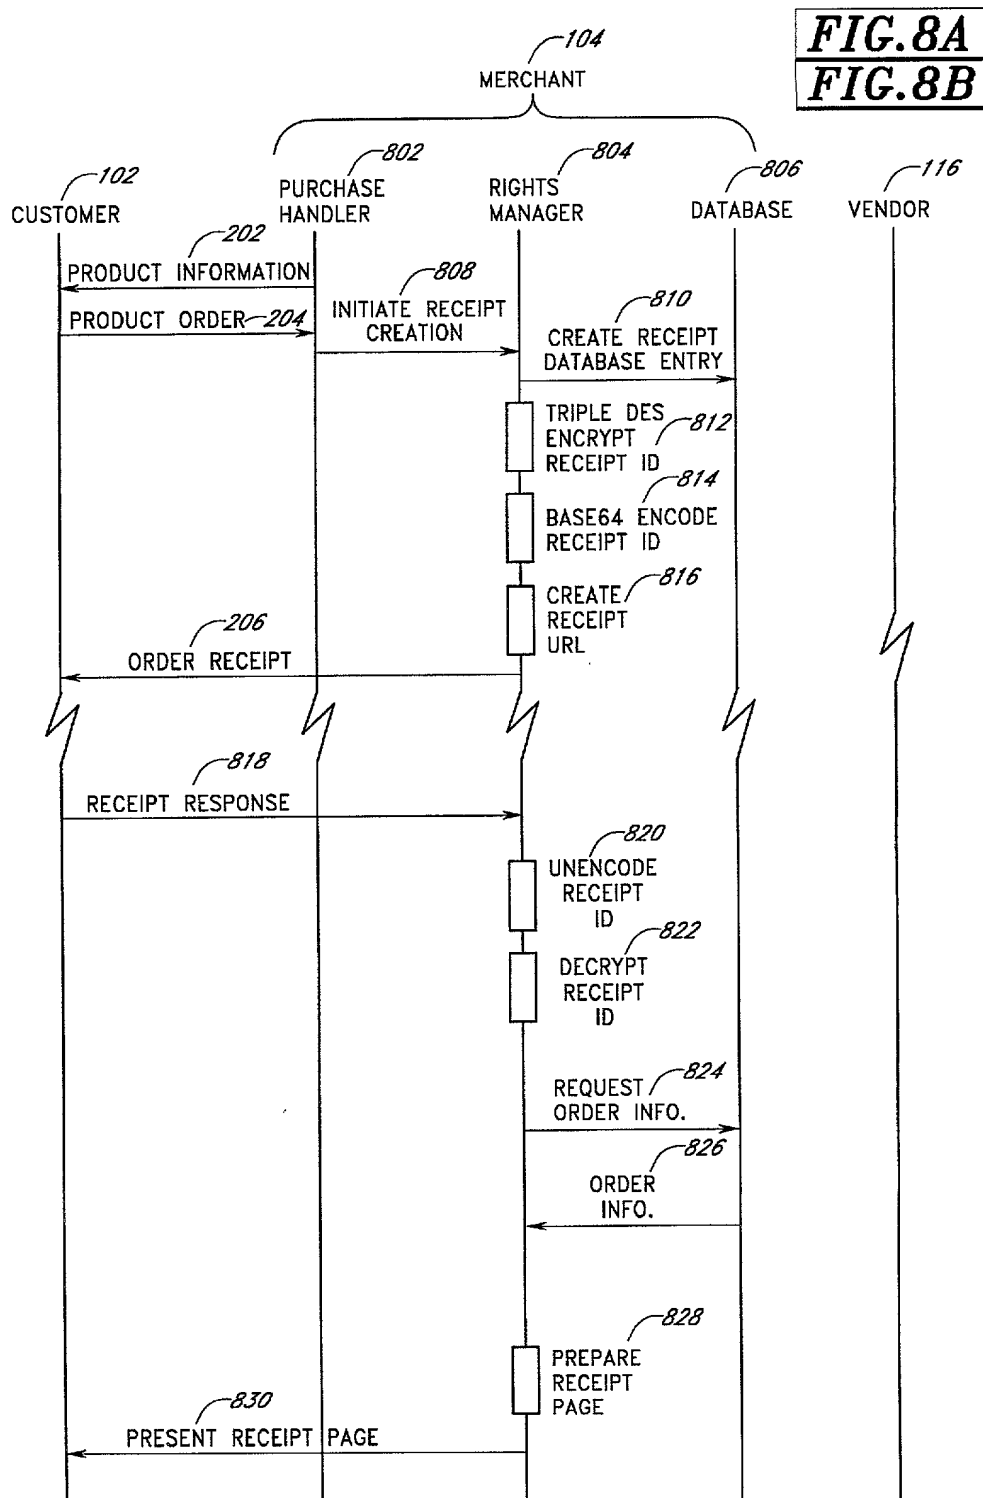 FIG.8A
FIG.8B
104
MERCHANT
102
CUSTOMER
802
PURCHASE
HANDLER
804
RIGHTS
MANAGER
806
DATABASE
116
VENDOR
202
PRODUCT INFORMATION
PRODUCT ORDER 204
808
INITIATE RECEIPT
CREATION
810
CREATE RECEIPT
DATABASE ENTRY
TRIPLE DES
ENCRYPT 812
RECEIPT ID
814
BASE64 ENCODE
RECEIPT ID
CREATE 816
RECEIPT
URL
206
ORDER RECEIPT
818
RECEIPT RESPONSE
820
UNENCODE
RECEIPT
ID
822
DECRYPT
RECEIPT
ID
824
REQUEST
ORDER INFO.
826
ORDER
INFO.
828
PREPARE
RECEIPT
PAGE
830
PRESENT RECEIPT PAGE